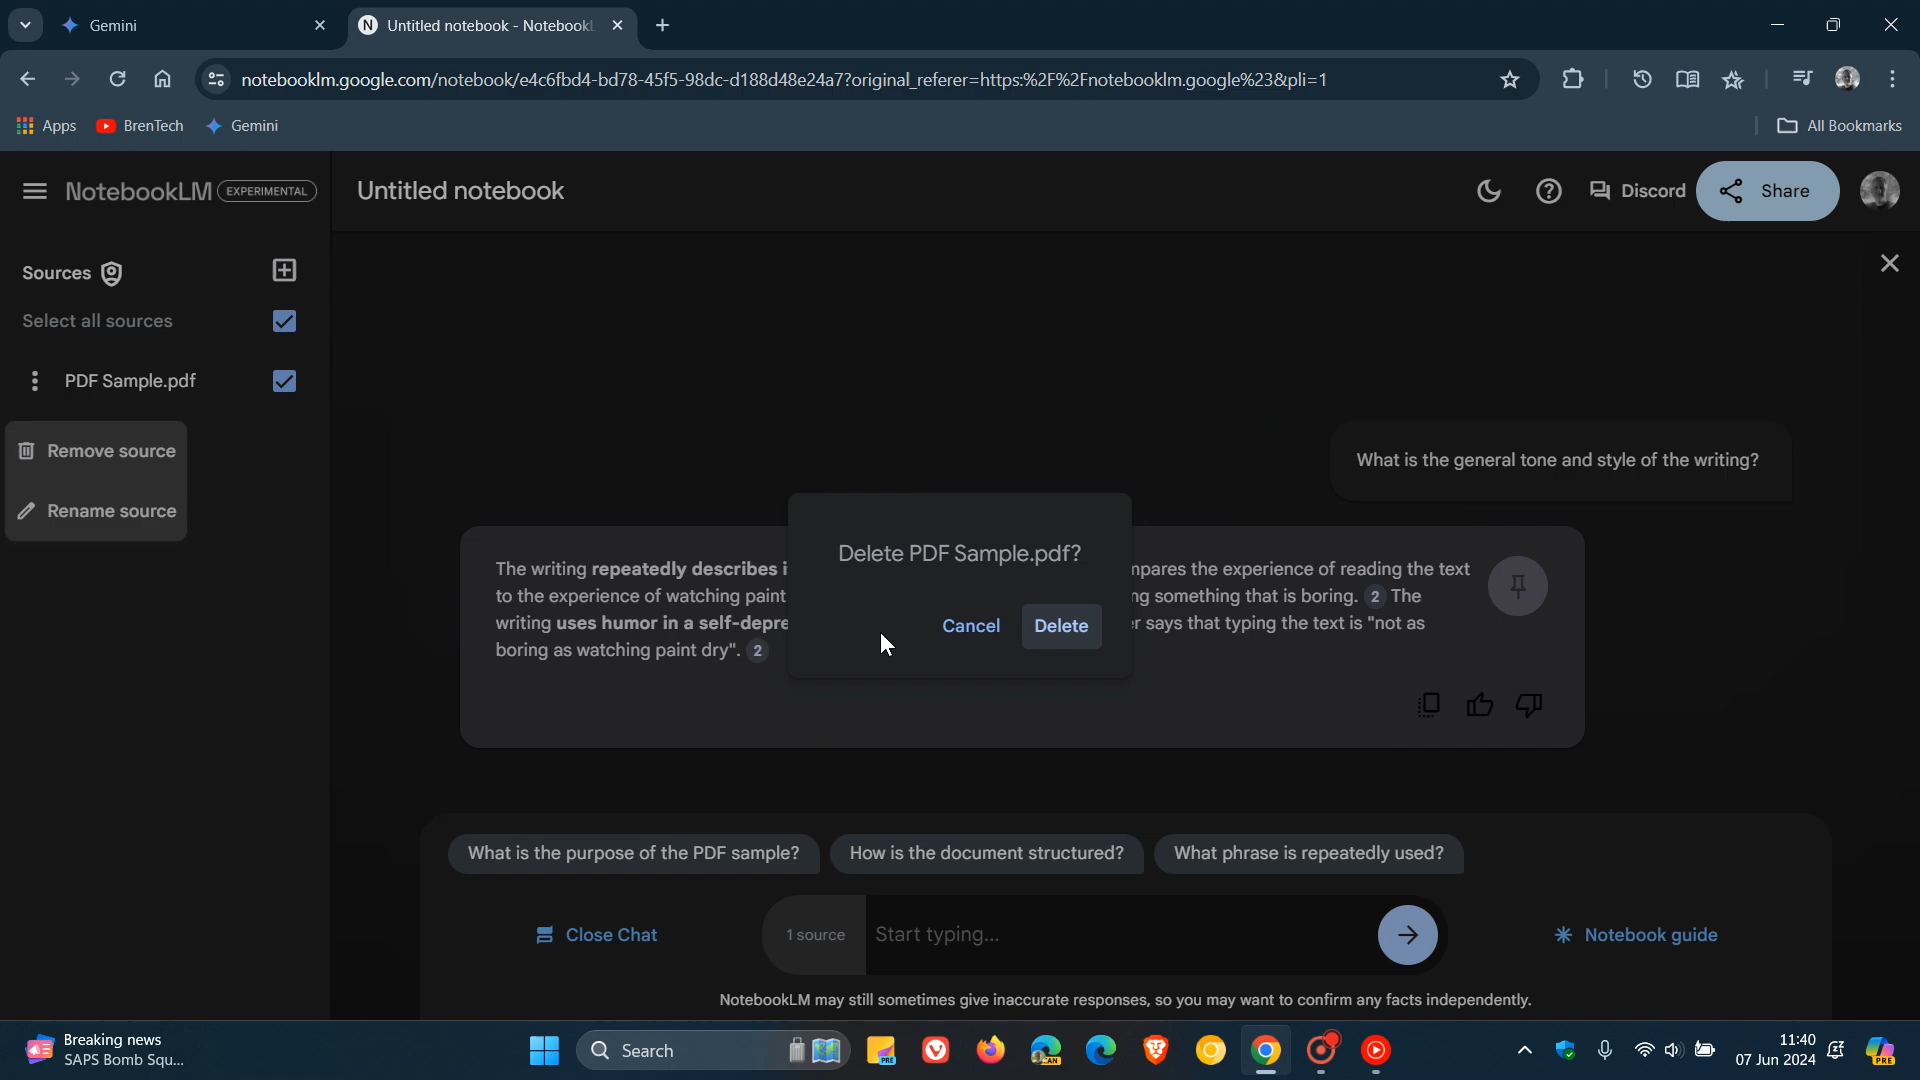 Gemini
Untitled notebook - Notebook
notebooklm.google.com/notebook/e4c6fbd4-bd78-45f5-98dc-d188d48e24a7?original_referer=https:%2F%2Fnotebooklm.google%23&pli=1
Apps BrenTech Gemini
All Bookmarks
NotebookLM EXPERIMENTAL
Untitled notebook
Discord
Share
Sources
Select all sources
PDF Sample.pdf
Remove source
Rename source
What is the general tone and style of the writing?
Delete PDF Sample.pdf?
Cancel Delete
The writing repeatedly describes mpares the experience of reading the text
to the experience of watching paint ng something that is boring. 2 The
writing uses humor in a self-depre r says that typing the text is "not as
boring as watching paint dry". 2
What is the purpose of the PDF sample? How is the document structured? What phrase is repeatedly used?
Close Chat
1 source Start typing...
Notebook guide
NotebookLM may still sometimes give inaccurate responses, so you may want to confirm any facts independently.
Breaking news
SAPS Bomb Squ...
Search
PRE
CAN
11:40
07 Jun 2024
PRE